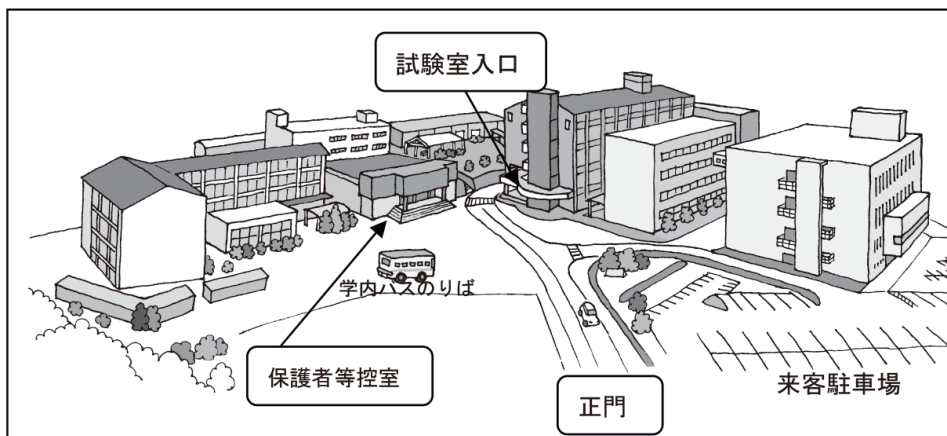 試験室入口
学内バスのりば
保護者等控室
正門
来客駐車場